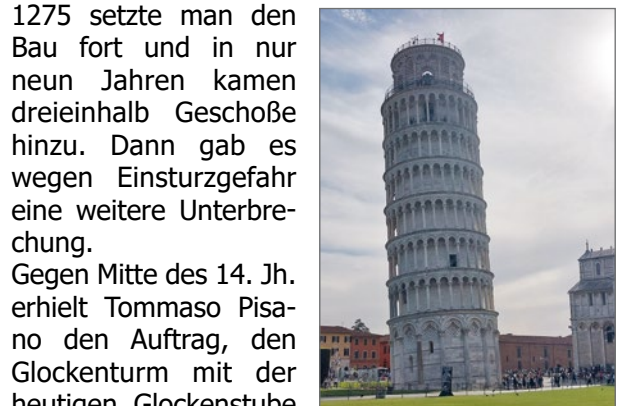 1275 setzte man den
Bau fort und in nur
neun Jahren kamen
dreieinhalb Geschoße
hinzu. Dann gab es
wegen Einsturzgefahr
eine weitere Unterbre-
chung.
Gegen Mitte des 14. Jh.
erhielt Tommaso Pisa-
no den Auftrag, den
Glockenturm mit der
heutigen Glockenstube